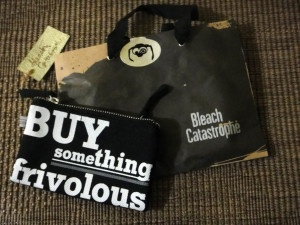 Bleach
Catastrophe
BUY
something
frivolous